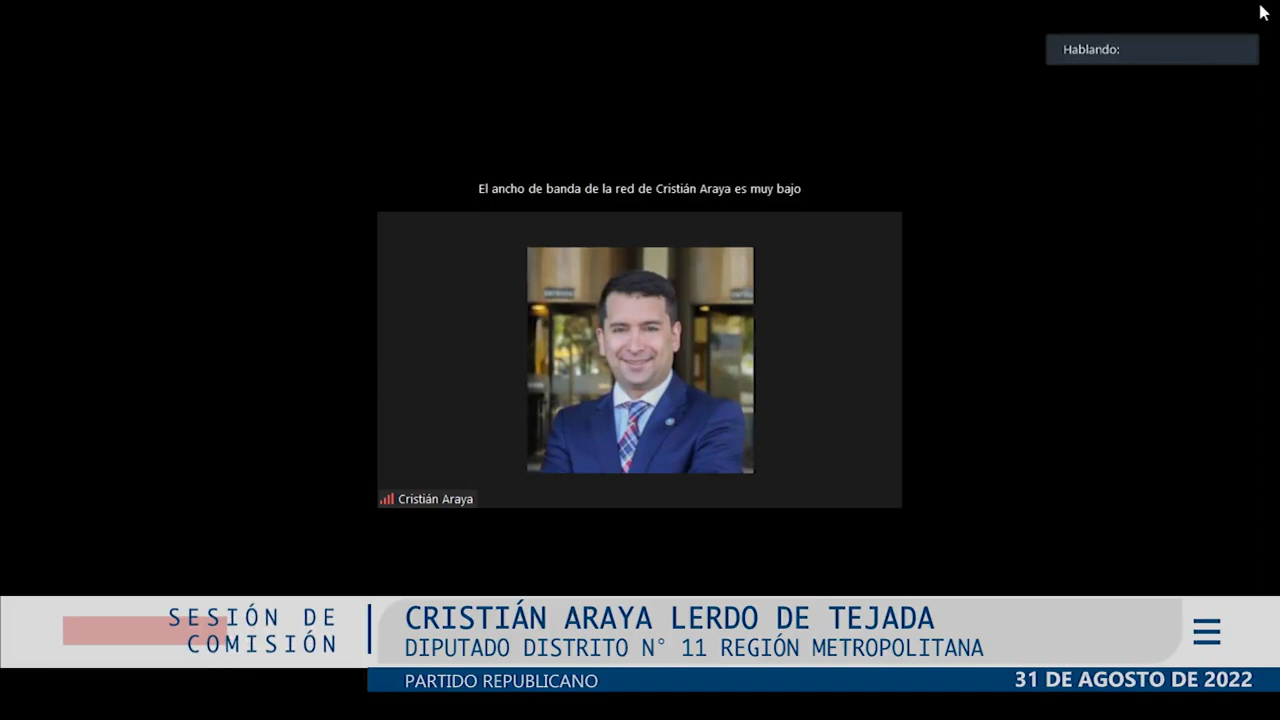 Hablando:
El ancho de banda de la red de Cristián Araya es muy bajo
Cristián Araya
SESIÓN DE
COMISIÓN
CRISTIÁN ARAYA LERDO DE TEJADA
DIPUTADO DISTRITO N° 11 REGIÓN METROPOLITANA
PARTIDO REPUBLICANO
31 DE AGOSTO DE 2022